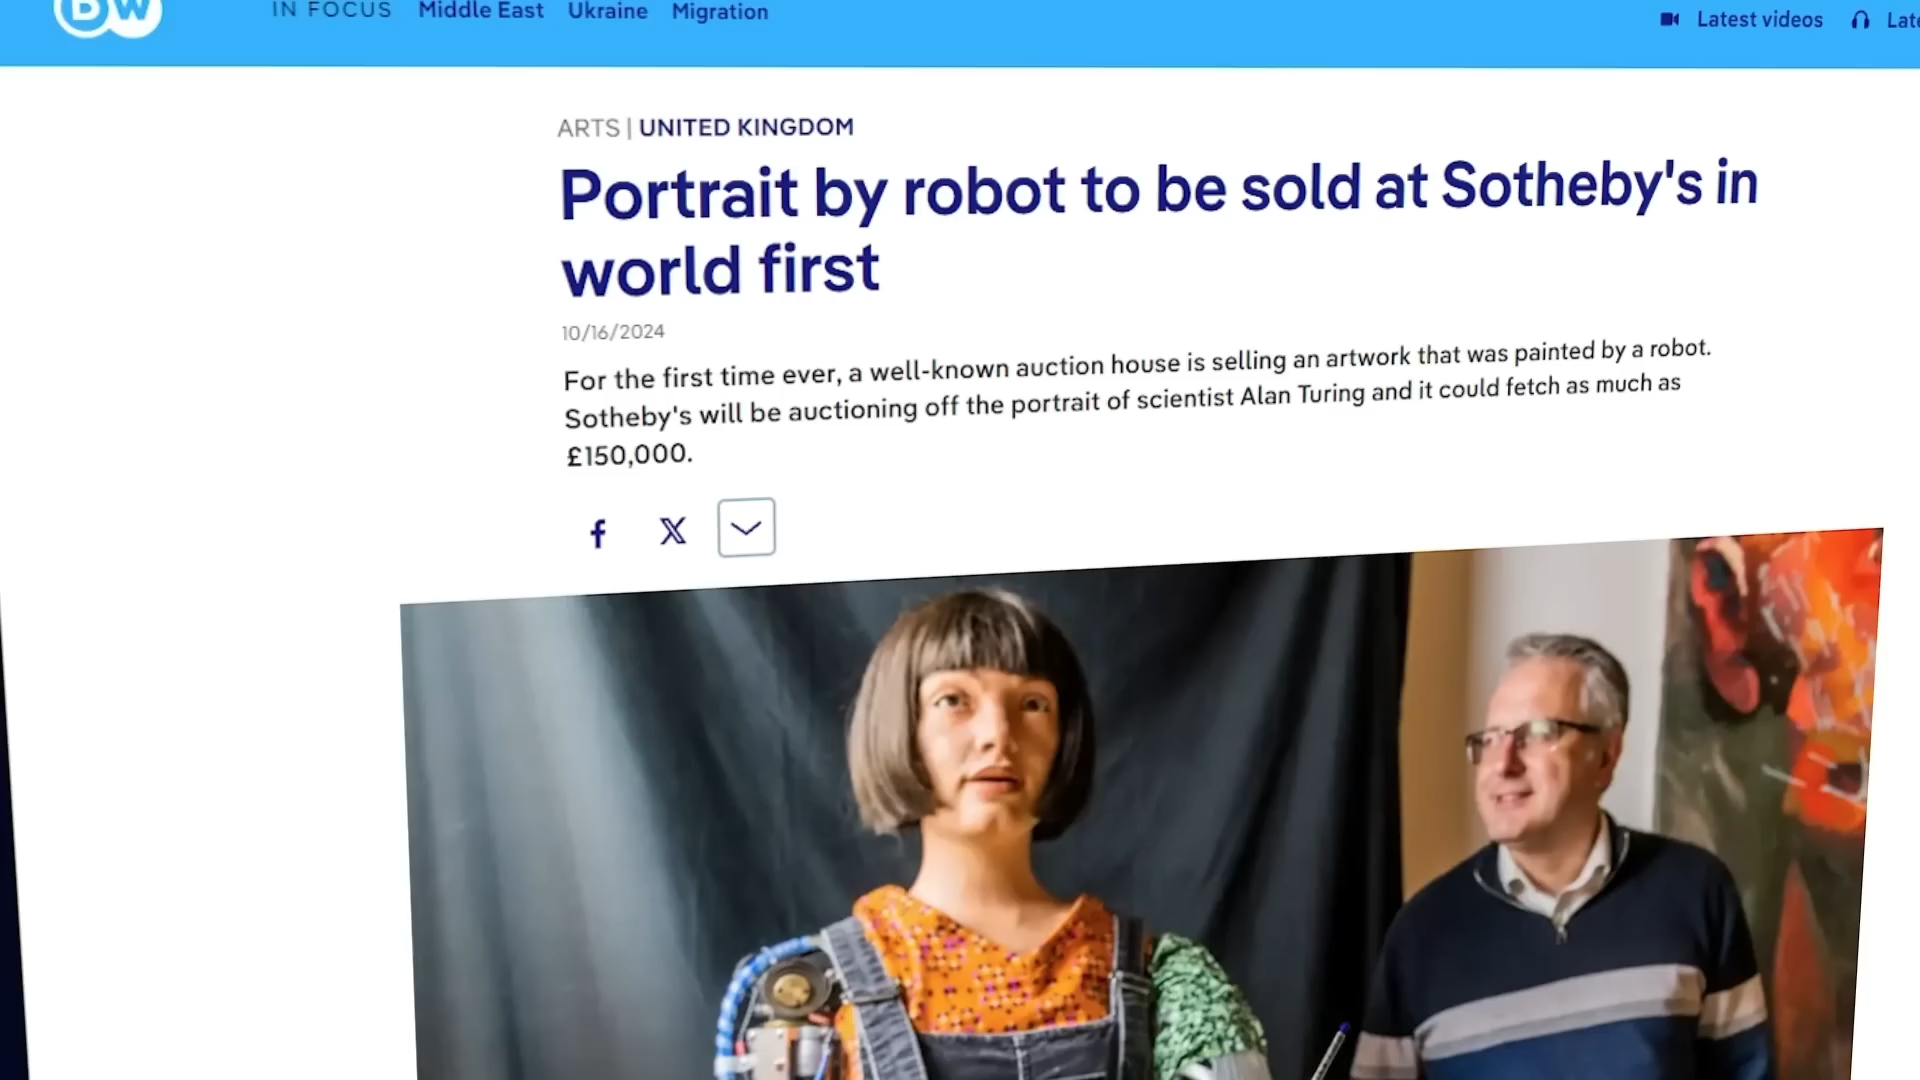 DW
IN FOCUS Middle East Ukraine Migration
Latest videos
ARTS | UNITED KINGDOM
Portrait by robot to be sold at Sotheby's in
world first
10/16/2024
For the first time ever, a well-known auction house is selling an artwork that was painted by a robot.
Sotheby's will be auctioning off the portrait of scientist Alan Turing and it could fetch as much as
£150,000.